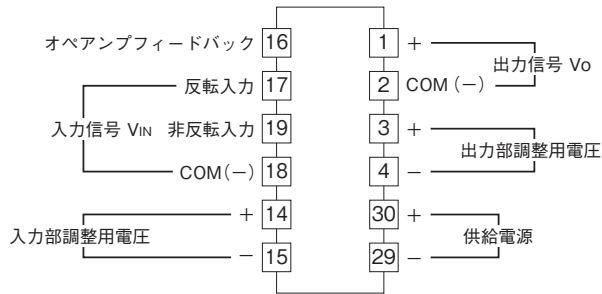 オペアンプフィードバック 16
反転入力 17
入力信号 VIN 非反転入力 19
COM(－) 18
＋ 14
入力部調整用電圧
－ 15
1 ＋
出力信号 Vo
2 COM(－)
3 ＋
出力部調整用電圧
4 －
30 ＋
供給電源
29 －